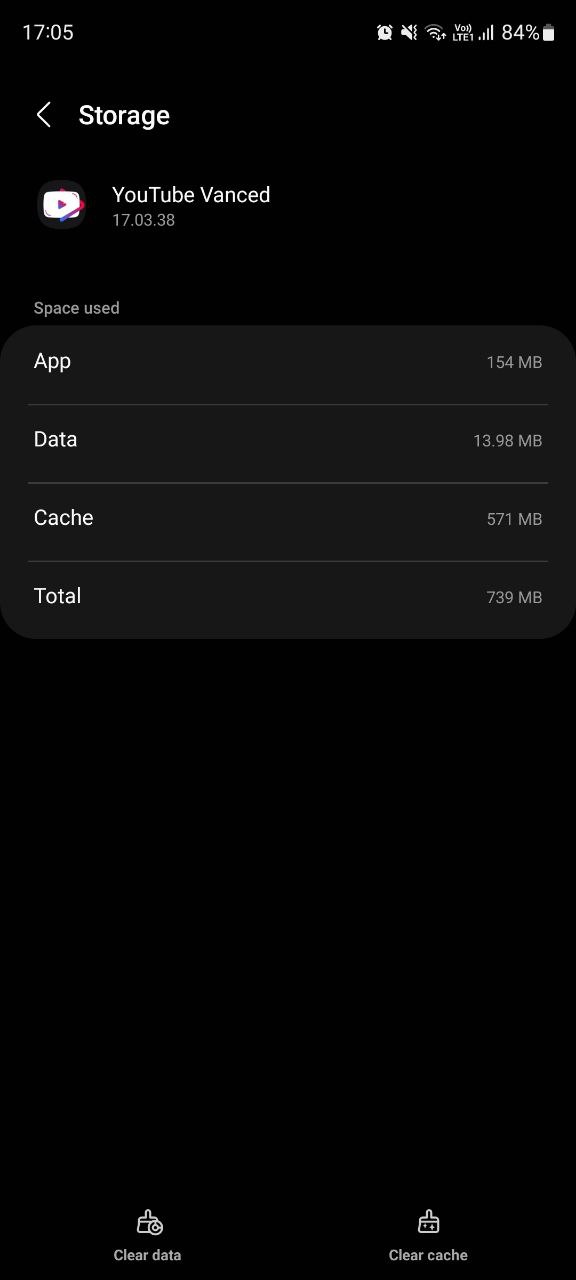 17:05 Vo)) LTE1 84%
Storage
YouTube Vanced
17.03.38
Space used
App 154 MB
Data 13.98 MB
Cache 571 MB
Total 739 MB
Clear data Clear cache